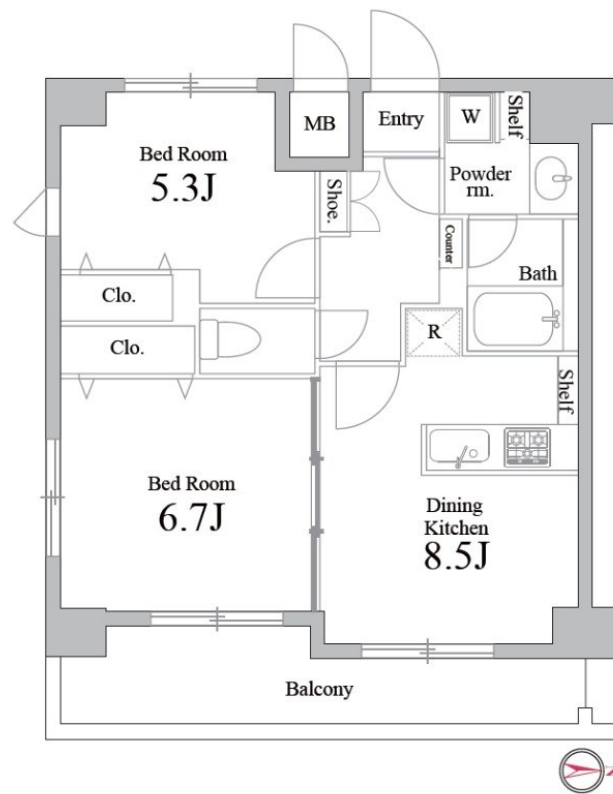 MB
Entry
W
Shelf
Bed Room
5.3J
Powder
rm.
Shoe.
Counter
Bath
Clo.
Clo.
R
Shelf
Bed Room
6.7J
Dining
Kitchen
8.5J
Balcony